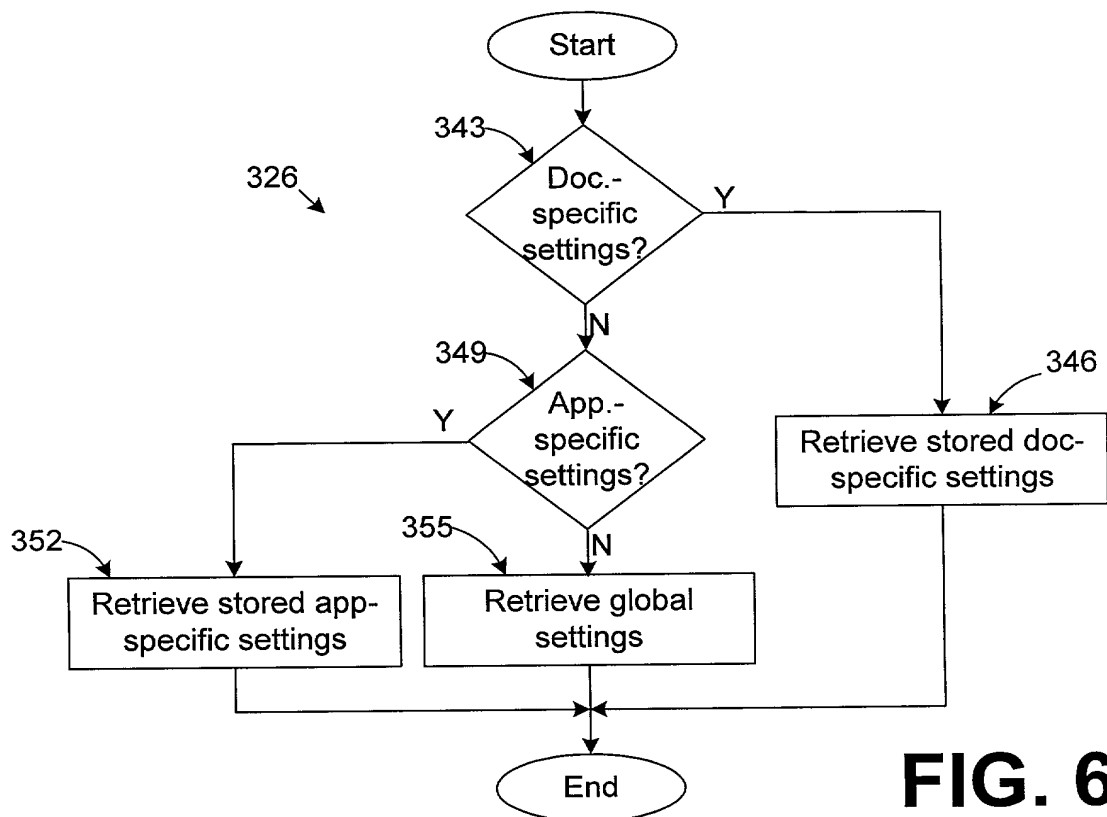 Start
343
326
Doc.-
specific
settings?
Y
N
349
346
Y
App.-
specific
settings?
Retrieve stored doc-
specific settings
352
355
N
Retrieve stored app-
specific settings
Retrieve global
settings
End
FIG. 6